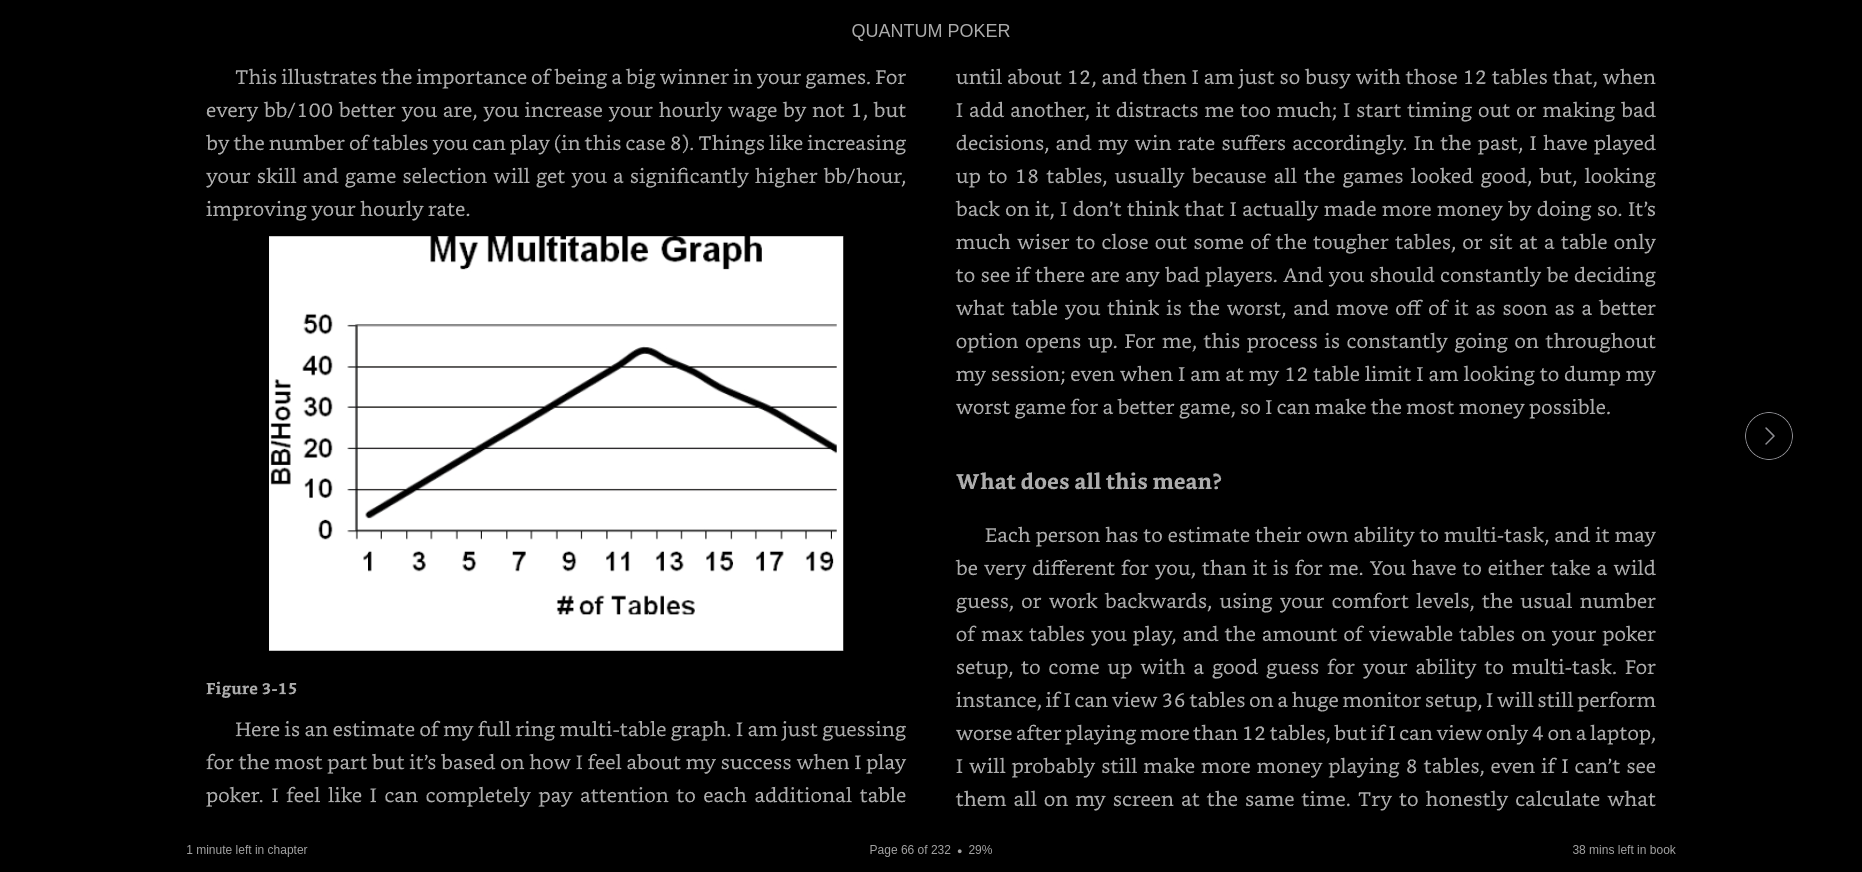 QUANTUM POKER
This illustrates the importance of being a big winner in your games. For
every bb/100 better you are, you increase your hourly wage by not 1, but
by the number of tables you can play (in this case 8). Things like increasing
your skill and game selection will get you a significantly higher bb/hour,
improving your hourly rate.
My Multitable Graph
50
40
30
20
10
0
BB/Hour
1 3 5 7 9 11 13 15 17 19
# of Tables
Figure 3-15
Here is an estimate of my full ring multi-table graph. I am just guessing
for the most part but it’s based on how I feel about my success when I play
poker. I feel like I can completely pay attention to each additional table
until about 12, and then I am just so busy with those 12 tables that, when
I add another, it distracts me too much; I start timing out or making bad
decisions, and my win rate suffers accordingly. In the past, I have played
up to 18 tables, usually because all the games looked good, but, looking
back on it, I don’t think that I actually made more money by doing so. It’s
much wiser to close out some of the tougher tables, or sit at a table only
to see if there are any bad players. And you should constantly be deciding
what table you think is the worst, and move off of it as soon as a better
option opens up. For me, this process is constantly going on throughout
my session; even when I am at my 12 table limit I am looking to dump my
worst game for a better game, so I can make the most money possible.
What does all this mean?
Each person has to estimate their own ability to multi-task, and it may
be very different for you, than it is for me. You have to either take a wild
guess, or work backwards, using your comfort levels, the usual number
of max tables you play, and the amount of viewable tables on your poker
setup, to come up with a good guess for your ability to multi-task. For
instance, if I can view 36 tables on a huge monitor setup, I will still perform
worse after playing more than 12 tables, but if I can view only 4 on a laptop,
I will probably still make more money playing 8 tables, even if I can’t see
them all on my screen at the same time. Try to honestly calculate what
1 minute left in chapter
Page 66 of 232 • 29%
38 mins left in book